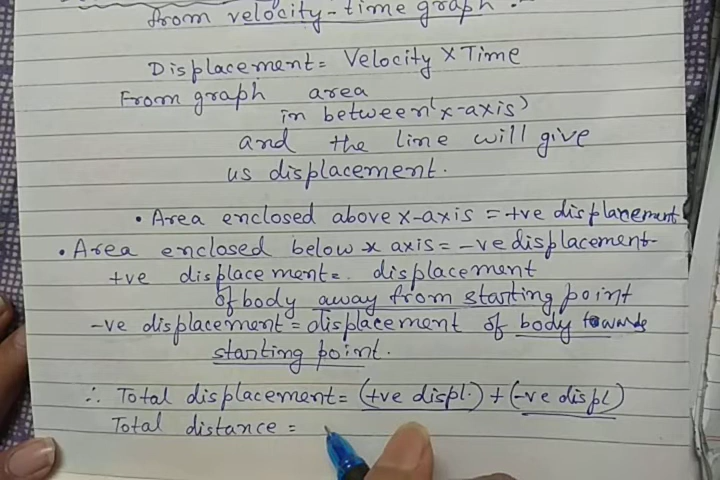 from velocity-time graph.
Displacement= Velocity × Time
From graph area
in between 'x-axis'
and the line will give
us displacement.
• Area enclosed above x-axis = +ve displacement
• Area enclosed below x axis = -ve displacement
+ve displacement= displacement
of body away from starting point
-ve displacement = displacement of body towards
starting point.
∴ Total displacement= (+ve displ.) + (-ve displ)
Total distance =